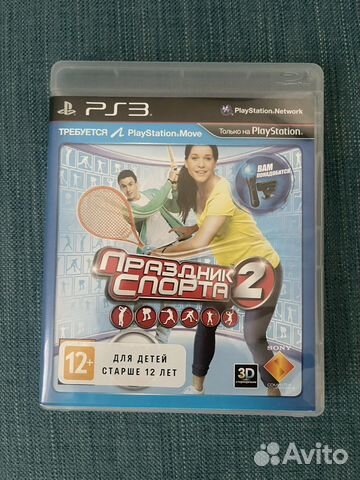 PS3
PlayStation.Network
ТРЕБУЕТСЯ PlayStation.Move
Только на PlayStation.
ВАМ
ПОНАДОБИТСЯ
ПРАЗДНИК
СПОРТА 2
12+
ДЛЯ ДЕТЕЙ
СТАРШЕ 12 ЛЕТ
3D
SONY
COMPUTER
Avito